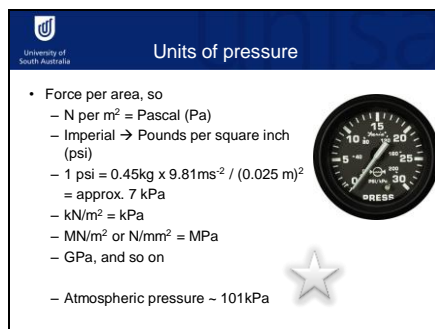 University of
South Australia
Units of pressure
• Force per area, so
– N per m² = Pascal (Pa)
– Imperial → Pounds per square inch
(psi)
– 1 psi = 0.45kg x 9.81ms⁻² / (0.025 m)²
= approx. 7 kPa
– kN/m² = kPa
– MN/m² or N/mm² = MPa
– GPa, and so on
– Atmospheric pressure ~ 101kPa
15
10
20
5
25
0
30
PRESS